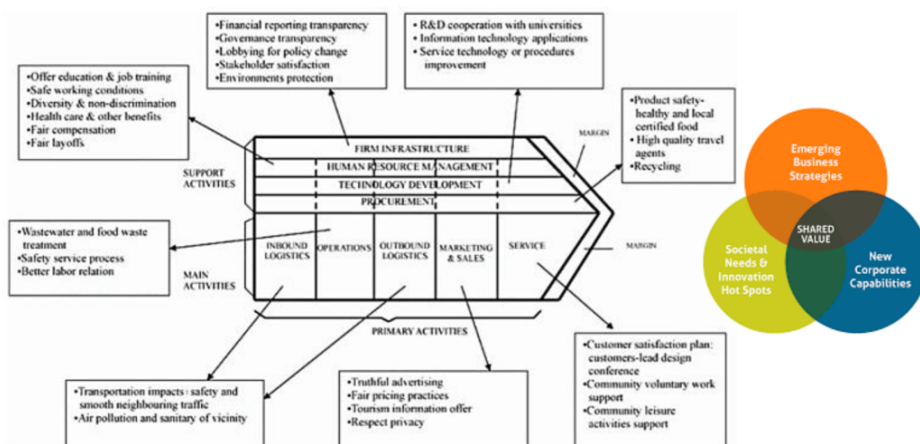 •Financial reporting transparency
•Governance transparency
•Lobbying for policy change
•Stakeholder satisfaction
•Environments protection
•R&D cooperation with universities
•Information technology applications
•Service technology or procedures
improvement
•Offer education & job training
•Safe working conditions
•Diversity & non-discrimination
•Health care & other benefits
•Fair compensation
•Fair layoffs
•Product safety-
healthy and local
certified food
• High quality travel
agents
•Recycling
SUPPORT
ACTIVITIES
FIRM INFRASTRUCTURE
HUMAN RESOURCE MANAGEMENT
TECHNOLOGY DEVELOPMENT
PROCUREMENT
MARGIN
•Wastewater and food waste
treatment
•Safety service process
•Better labor relation
MAIN
ACTIVITIES
INBOUND
LOGISTICS
OPERATIONS
OUTBOUND
LOGISTICS
MARKETING
& SALES
SERVICE
MARGIN
PRIMARY ACTIVITIES
•Transportation impacts: safety and
smooth neighbouring traffic
•Air pollution and sanitary of vicinity
•Truthful advertising
•Fair pricing practices
•Tourism information offer
•Respect privacy
•Customer satisfaction plan:
customers-lead design
conference
•Community voluntary work
support
•Community leisure
activities support
Emerging
Business
Strategies
SHARED
VALUE
Societal
Needs &
Innovation
Hot Spots
New
Corporate
Capabilities